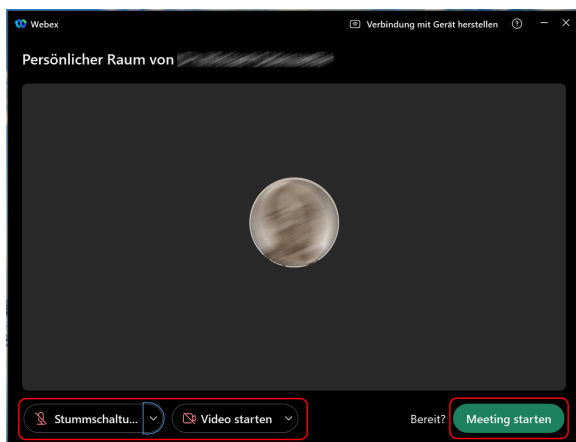 Webex Verbindung mit Gerät herstellen
Persönlicher Raum von
Stummschaltu... Video starten Bereit? Meeting starten